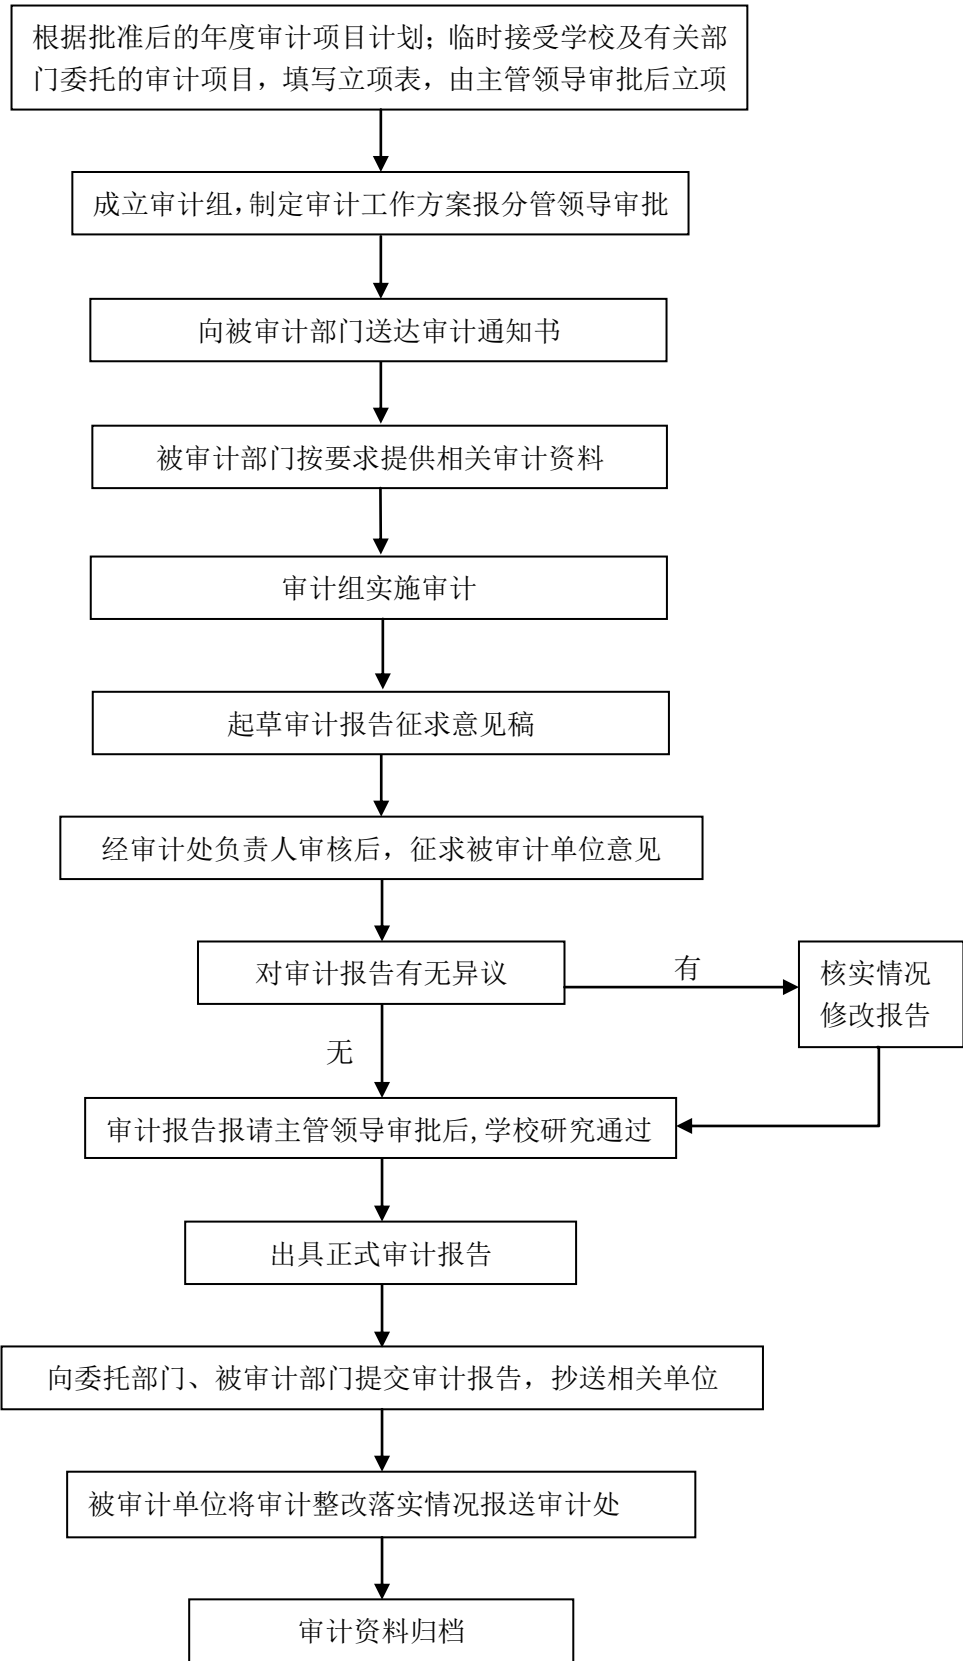 根据批准后的年度审计项目计划；临时接受学校及有关部
门委托的审计项目，填写立项表，由主管领导审批后立项
成立审计组,制定审计工作方案报分管领导审批
向被审计部门送达审计通知书
被审计部门按要求提供相关审计资料
审计组实施审计
起草审计报告征求意见稿
经审计处负责人审核后，征求被审计单位意见
对审计报告有无异议
有
核实情况
修改报告
无
审计报告报请主管领导审批后,学校研究通过
出具正式审计报告
向委托部门、被审计部门提交审计报告，抄送相关单位
被审计单位将审计整改落实情况报送审计处
审计资料归档